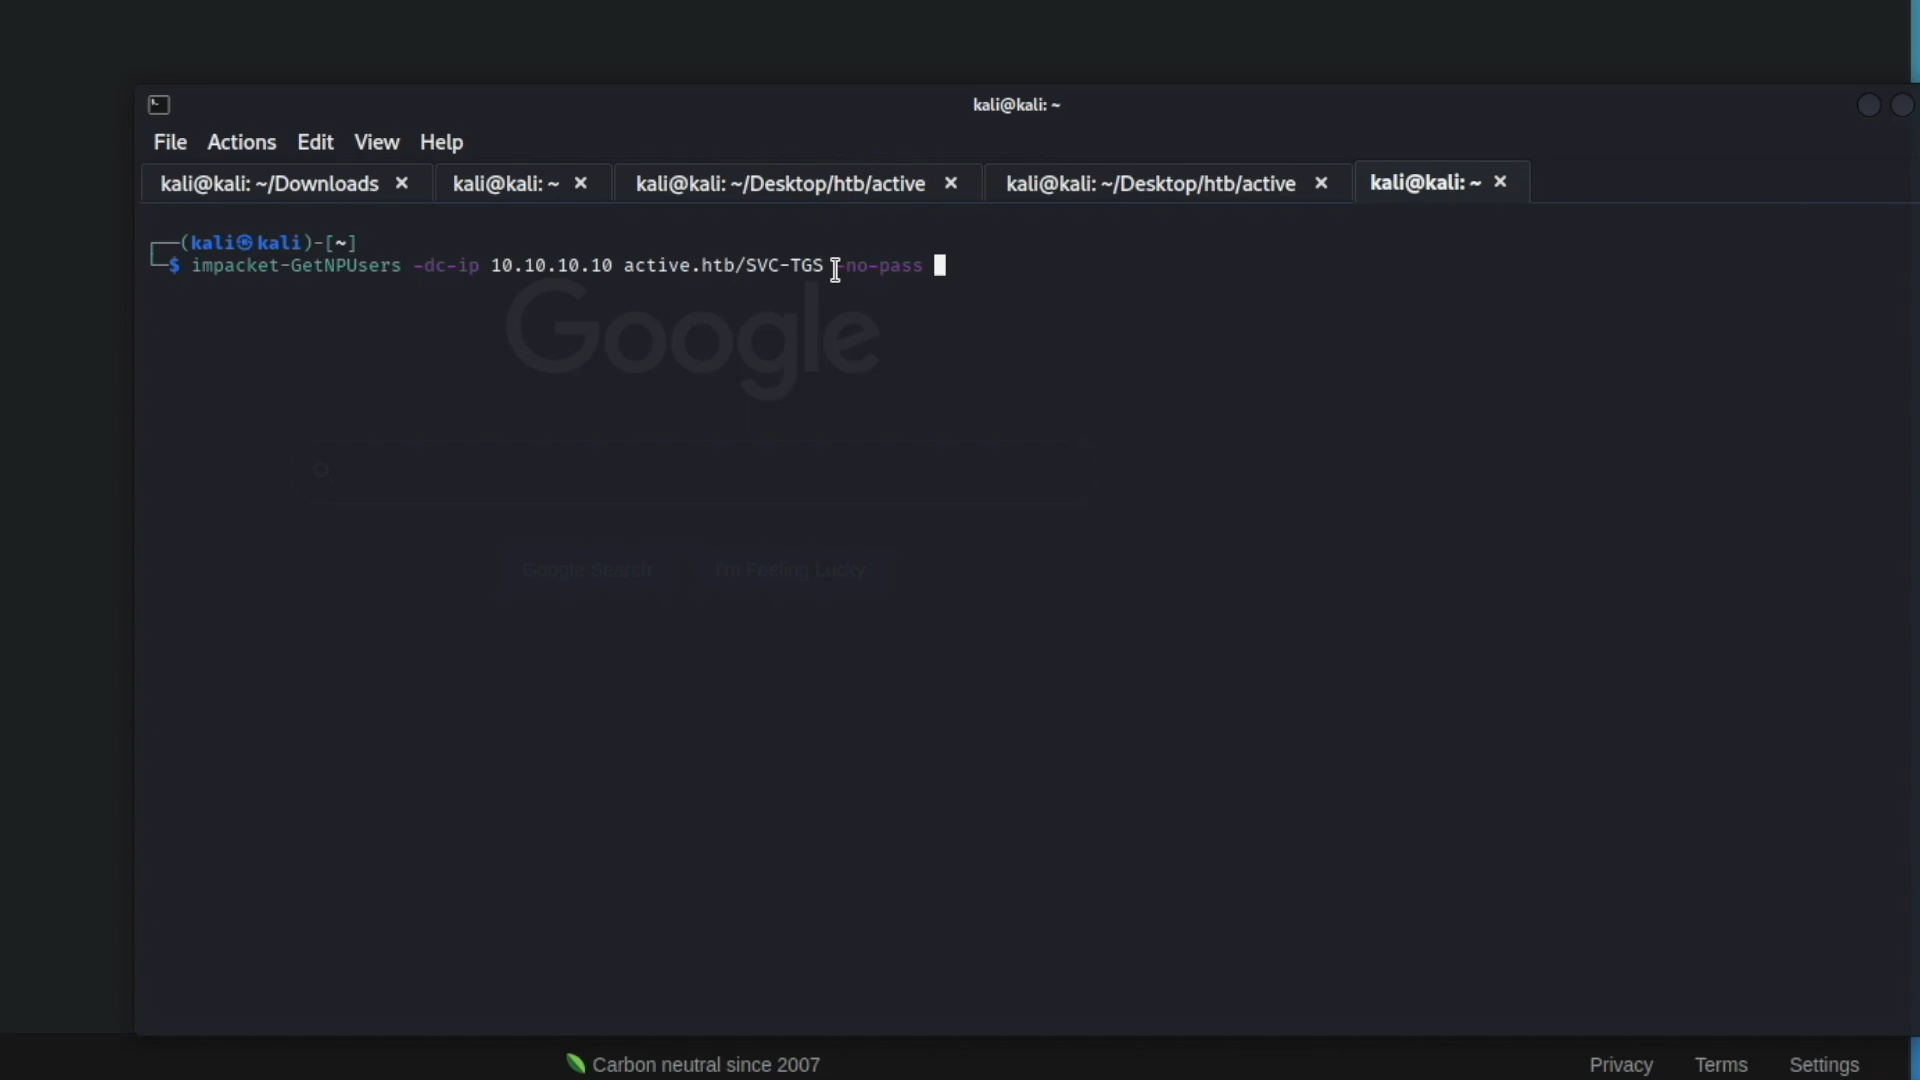 kali@kali: ~
File Actions Edit View Help
kali@kali: ~/Downloads
kali@kali: ~
kali@kali: ~/Desktop/htb/active
kali@kali: ~/Desktop/htb/active
kali@kali: ~
(kali㉿kali)-[~]
$ impacket-GetNPUsers -dc-ip 10.10.10.10 active.htb/SVC-TGS -no-pass
Google
Google Search
I'm Feeling Lucky
Carbon neutral since 2007
Privacy Terms Settings